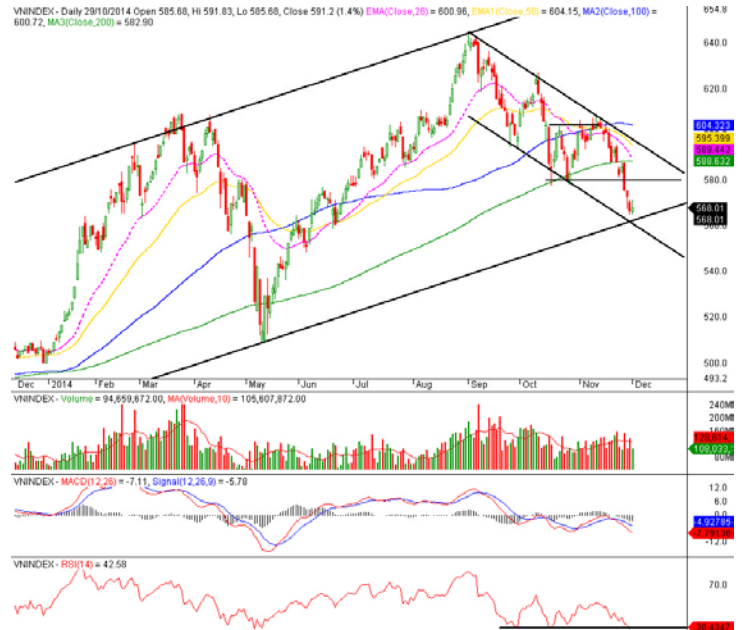 VNINDEX - Daily 29/10/2014 Open 585.68, Hi 591.83, Lo 585.68, Close 591.2 (1.4%) EMA(Close,26) = 600.98, EMA1(Close,50) = 604.15, MA2(Close,100) =
600.72, MA3(Close,200) = 582.90
654.8
640.0
620.0
604.323
595.399
589.443
588.632
580.0
568.01
568.01
560.0
540.0
520.0
500.0
493.2
Dec 2014 Feb Mar Apr May Jun Jul Aug Sep Oct Nov Dec
VNINDEX - Volume = 94,659,672.00, MA(Volume,10) = 105,607,872.00
240M
VNINDEX - MACD(12,26) = -7.11, Signal(12,26,9) = -5.78
12.0
6.0
-4.92785
-12.0
VNINDEX - RSI(14) = 42.58
70.0